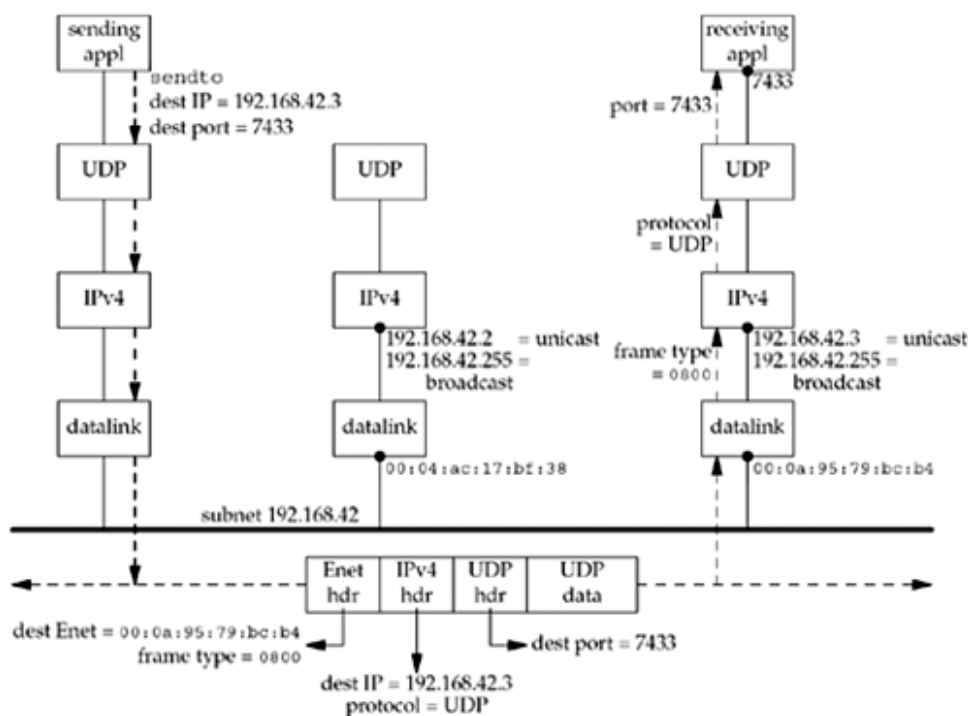 sending
appl
receiving
appl
sendto
dest IP = 192.168.42.3
dest port = 7433
7433
port = 7433
UDP
UDP
UDP
protocol
= UDP
IPv4
IPv4
IPv4
192.168.42.2 = unicast
192.168.42.255 =
broadcast
frame type
= 0800
192.168.42.3 = unicast
192.168.42.255 =
broadcast
datalink
datalink
datalink
00:04:ac:17:bf:38
00:0a:95:79:bc:b4
subnet 192.168.42
Enet
hdr
IPv4
hdr
UDP
hdr
UDP
data
dest Enet = 00:0a:95:79:bc:b4
frame type = 0800
dest port = 7433
dest IP = 192.168.42.3
protocol = UDP